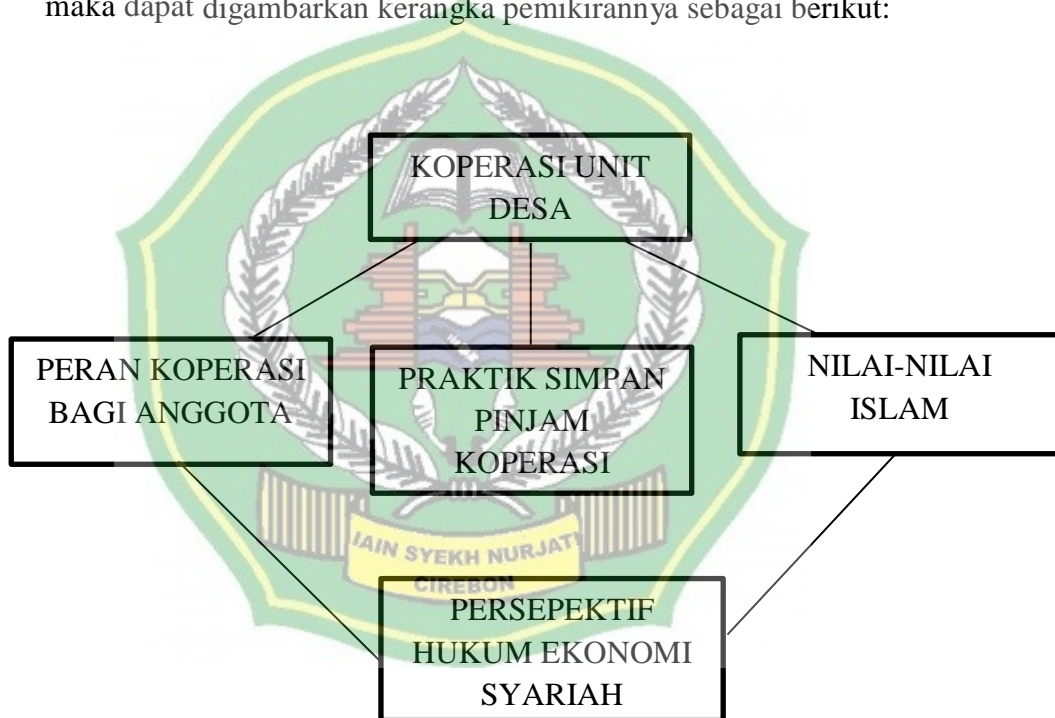 maka dapat digambarkan kerangka pemikirannya sebagai berikut:
KOPERASI UNIT
DESA
PERAN KOPERASI
BAGI ANGGOTA
PRAKTIK SIMPAN
PINJAM
KOPERASI
NILAI-NILAI
ISLAM
IAIN SYEKH NURJATI
CIREBON
PERSEPEKTIF
HUKUM EKONOMI
SYARIAH